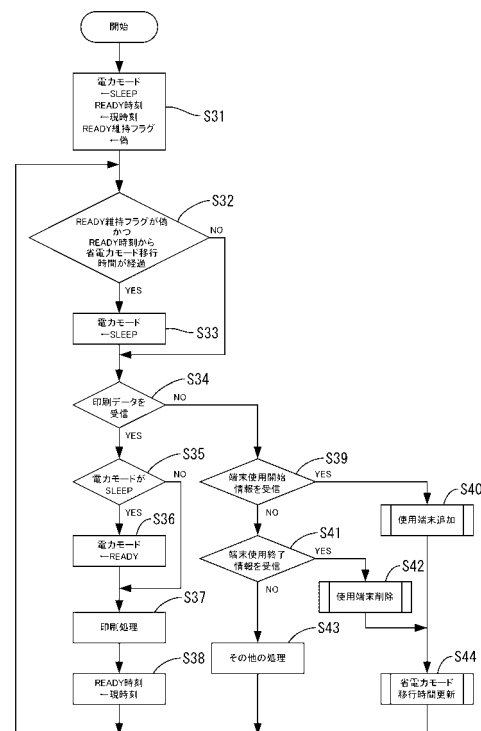 開始
電力モード
←SLEEP
READY時刻
←現時刻
READY維持フラグ
←偽
S31
S32
READY維持フラグが偽
かつ
READY時刻から
省電力モード移行
時間が経過
NO
YES
電力モード
←SLEEP
S33
S34
印刷データを
受信
NO
YES
S35
電力モードが
SLEEP
NO
YES
S36
電力モード
←READY
S37
印刷処理
S38
READY時刻
←現時刻
S39
端末使用開始
情報を受信
YES
NO
S40
使用端末追加
S41
端末使用終了
情報を受信
YES
NO
S42
使用端末削除
S43
その他の処理
S44
省電力モード
移行時間更新